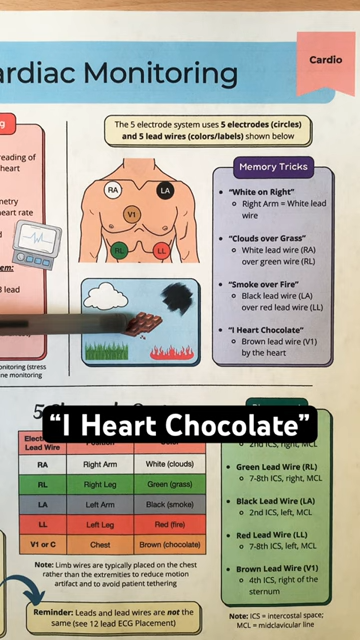 Cardio
ardiac Monitoring
The 5 electrode system uses 5 electrodes (circles)
and 5 lead wires (colors/labels) shown below
g
reading of
heart
metry
heart rate
d
em:
3 lead
onitoring (stress
ne monitoring
RA
LA
V1
RL
LL
Memory Tricks
• “White on Right”
○ Right Arm = White lead
wire
• “Clouds over Grass”
○ White lead wire (RA)
over green wire (RL)
• “Smoke over Fire”
○ Black lead wire (LA)
over red lead wire (LL)
• “I Heart Chocolate”
○ Brown lead wire (V1)
by the heart
“I Heart Chocolate”
5
Lead Wire
RA Right Arm White (clouds)
RL Right Leg Green (grass)
LA Left Arm Black (smoke)
LL Left Leg Red (fire)
V1 or C Chest Brown (chocolate)
Note: Limb wires are typically placed on the chest
rather than the extremities to reduce motion
artifact and to avoid patient tethering
Reminder: Leads and lead wires are not the
same (see 12 lead ECG Placement)
○ 2nd ICS, right, MCL
• Green Lead Wire (RL)
○ 7-8th ICS, right, MCL
• Black Lead Wire (LA)
○ 2nd ICS, left, MCL
• Red Lead Wire (LL)
○ 7-8th ICS, left, MCL
• Brown Lead Wire (V1)
○ 4th ICS, right of the
sternum
Note: ICS = intercostal space;
MCL = midclavicular line